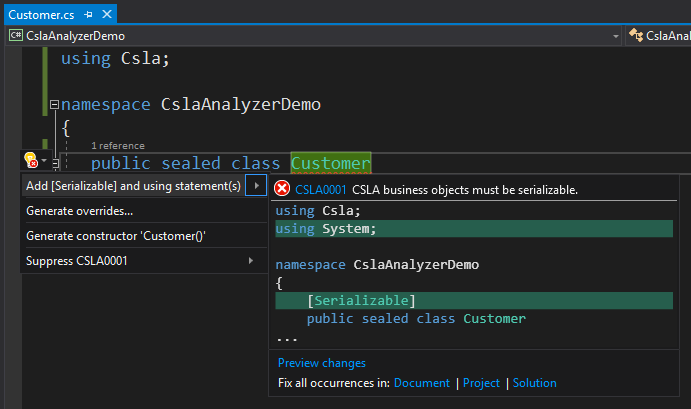 Customer.cs
C# CslaAnalyzerDemo
CslaAnal
using Csla;
namespace CslaAnalyzerDemo
{
1 reference
public sealed class Customer
Add [Serializable] and using statement(s)
Generate overrides...
Generate constructor 'Customer()'
Suppress CSLA0001
CSLA0001 CSLA business objects must be serializable.
using Csla;
using System;
namespace CslaAnalyzerDemo
{
[Serializable]
public sealed class Customer
...
Preview changes
Fix all occurrences in: Document | Project | Solution